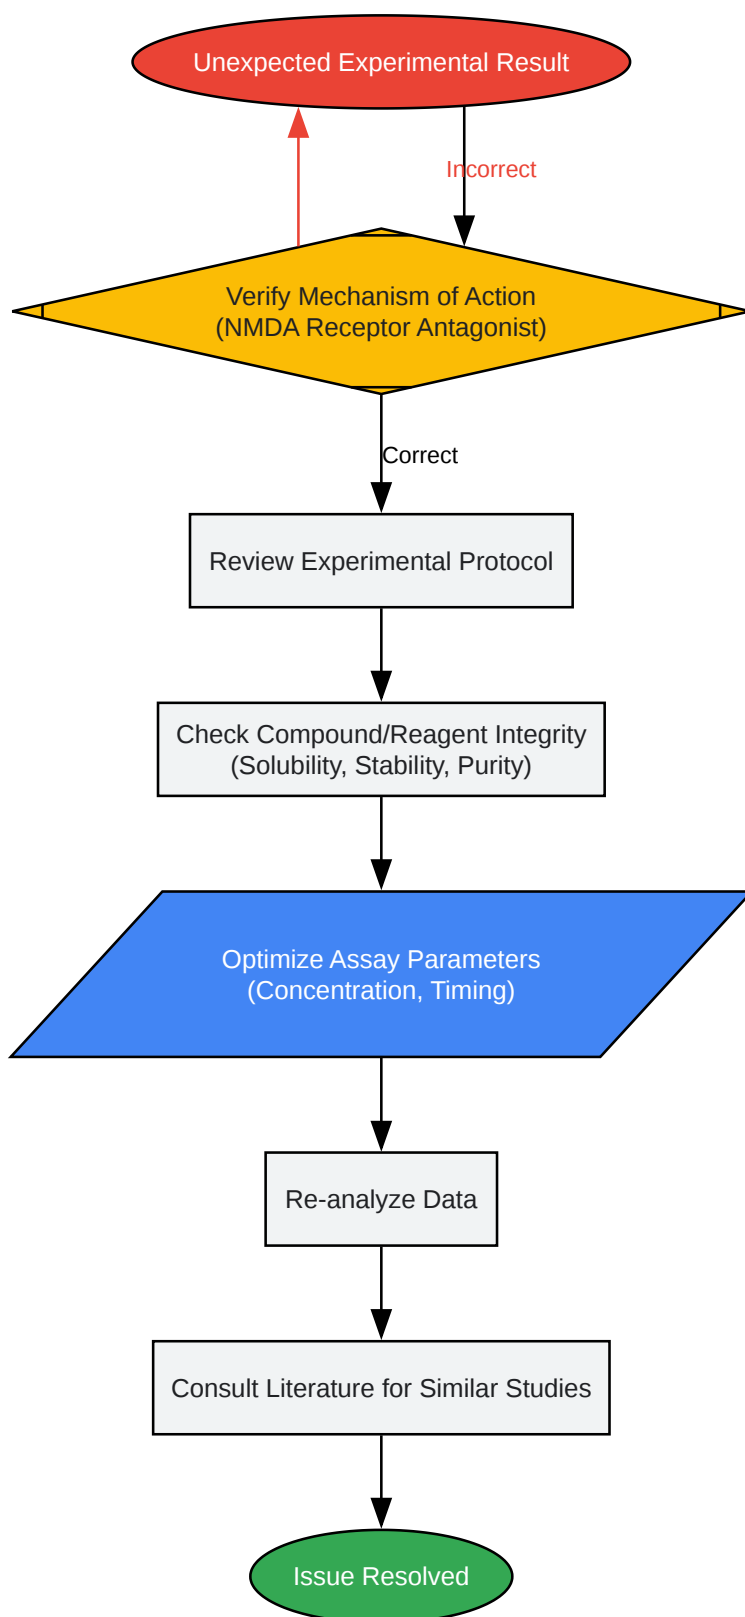 Unexpected Experimental Result
Incorrect
Verify Mechanism of Action
(NMDA Receptor Antagonist)
Correct
Review Experimental Protocol
Check Compound/Reagent Integrity
(Solubility, Stability, Purity)
Optimize Assay Parameters
(Concentration, Timing)
Re-analyze Data
Consult Literature for Similar Studies
Issue Resolved